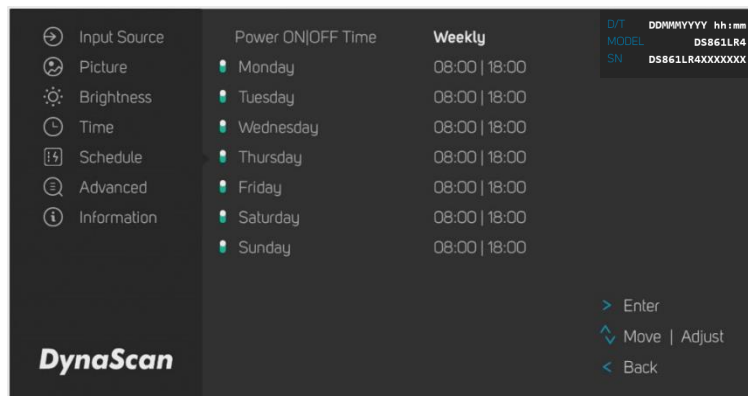 Input Source
Picture
Brightness
Time
Schedule
Advanced
Information
DynaScan
Power ON|OFF Time Weekly
Monday 08:00 | 18:00
Tuesday 08:00 | 18:00
Wednesday 08:00 | 18:00
Thursday 08:00 | 18:00
Friday 08:00 | 18:00
Saturday 08:00 | 18:00
Sunday 08:00 | 18:00
D/T DDMMMYYYY hh:mm
MODEL DS861LR4
SN DS861LR4XXXXXXX
> Enter
Move | Adjust
< Back